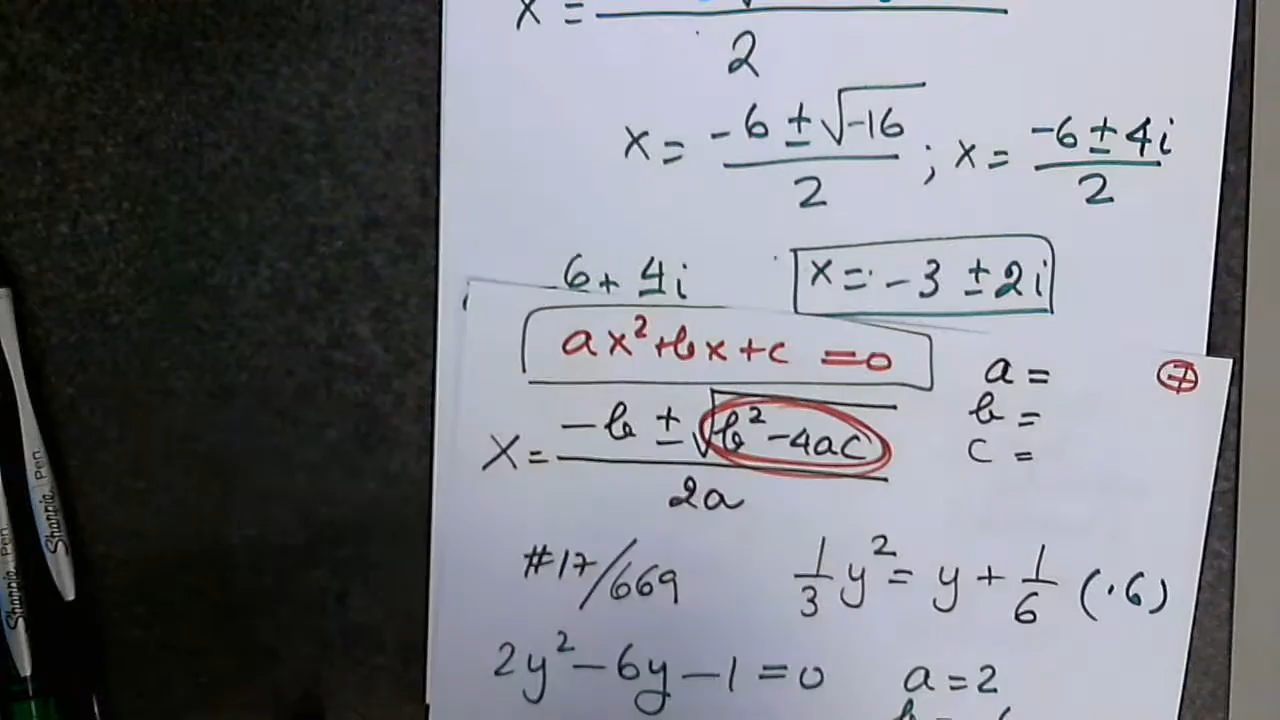 x =
2
x = -6 ± √-16 / 2 ; x = -6 ± 4i / 2
6 + 4i x = -3 ± 2i
ax² + bx + c = 0
a = 7
b =
c =
x = -b ± √b² - 4ac / 2a
#17/669 1/3 y² = y + 1/6 (·6)
2y² - 6y - 1 = 0 a = 2
Sharpie Pen
Sharpie Pen